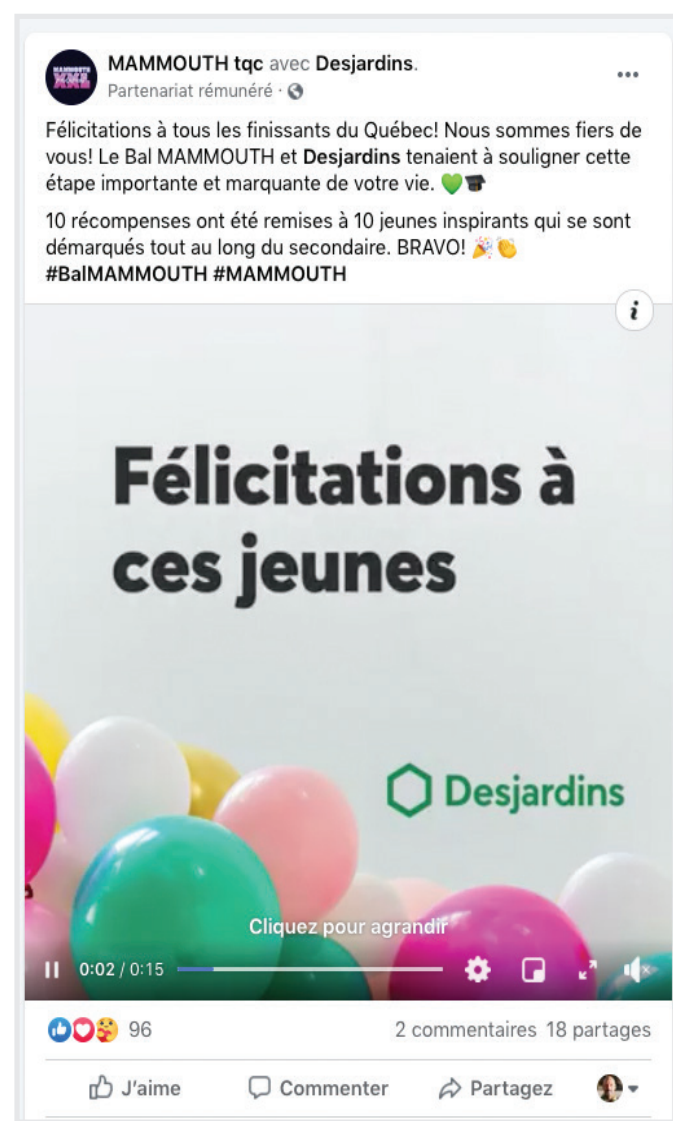 MAMMOUTH tqc avec Desjardins.
Partenariat rémunéré ·
Félicitations à tous les finissants du Québec! Nous sommes fiers de
vous! Le Bal MAMMOUTH et Desjardins tenaient à souligner cette
étape importante et marquante de votre vie. 💚🎓
10 récompenses ont été remises à 10 jeunes inspirants qui se sont
démarqués tout au long du secondaire. BRAVO! 🎉👏
#BalMAMMOUTH #MAMMOUTH
i
Félicitations à
ces jeunes
Desjardins
Cliquez pour agrandir
0:02 / 0:15
96 2 commentaires 18 partages
J'aime Commenter Partagez